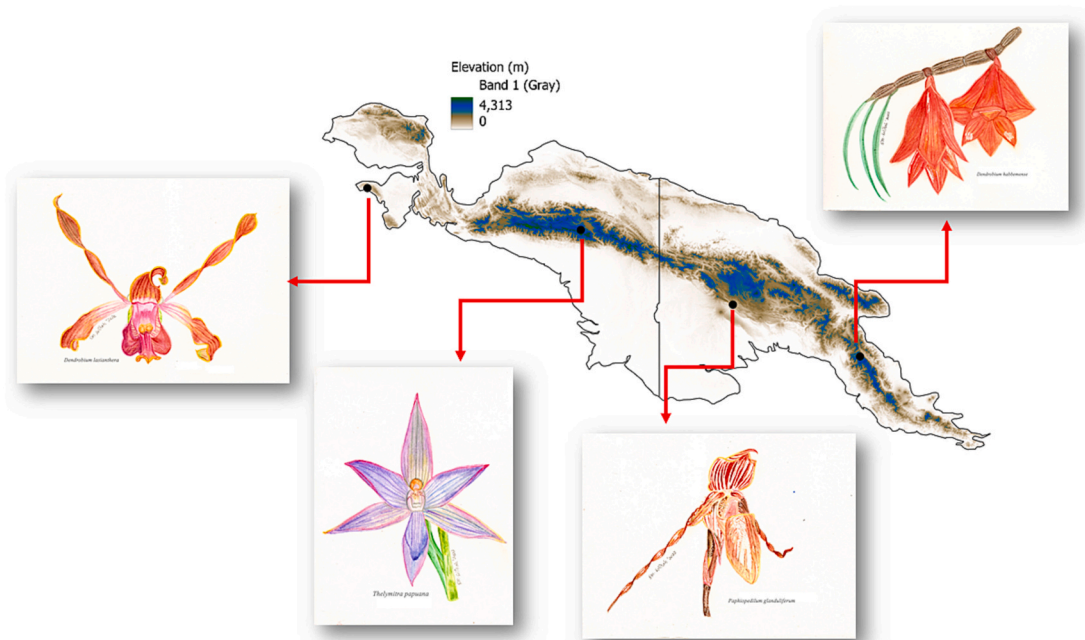 Elevation (m)
Band 1 (Gray)
4,313
0
Dendrobium habbemense
Dendrobium lasianthera
Thelymitra papuana
Paphiopedilum glanduliferum